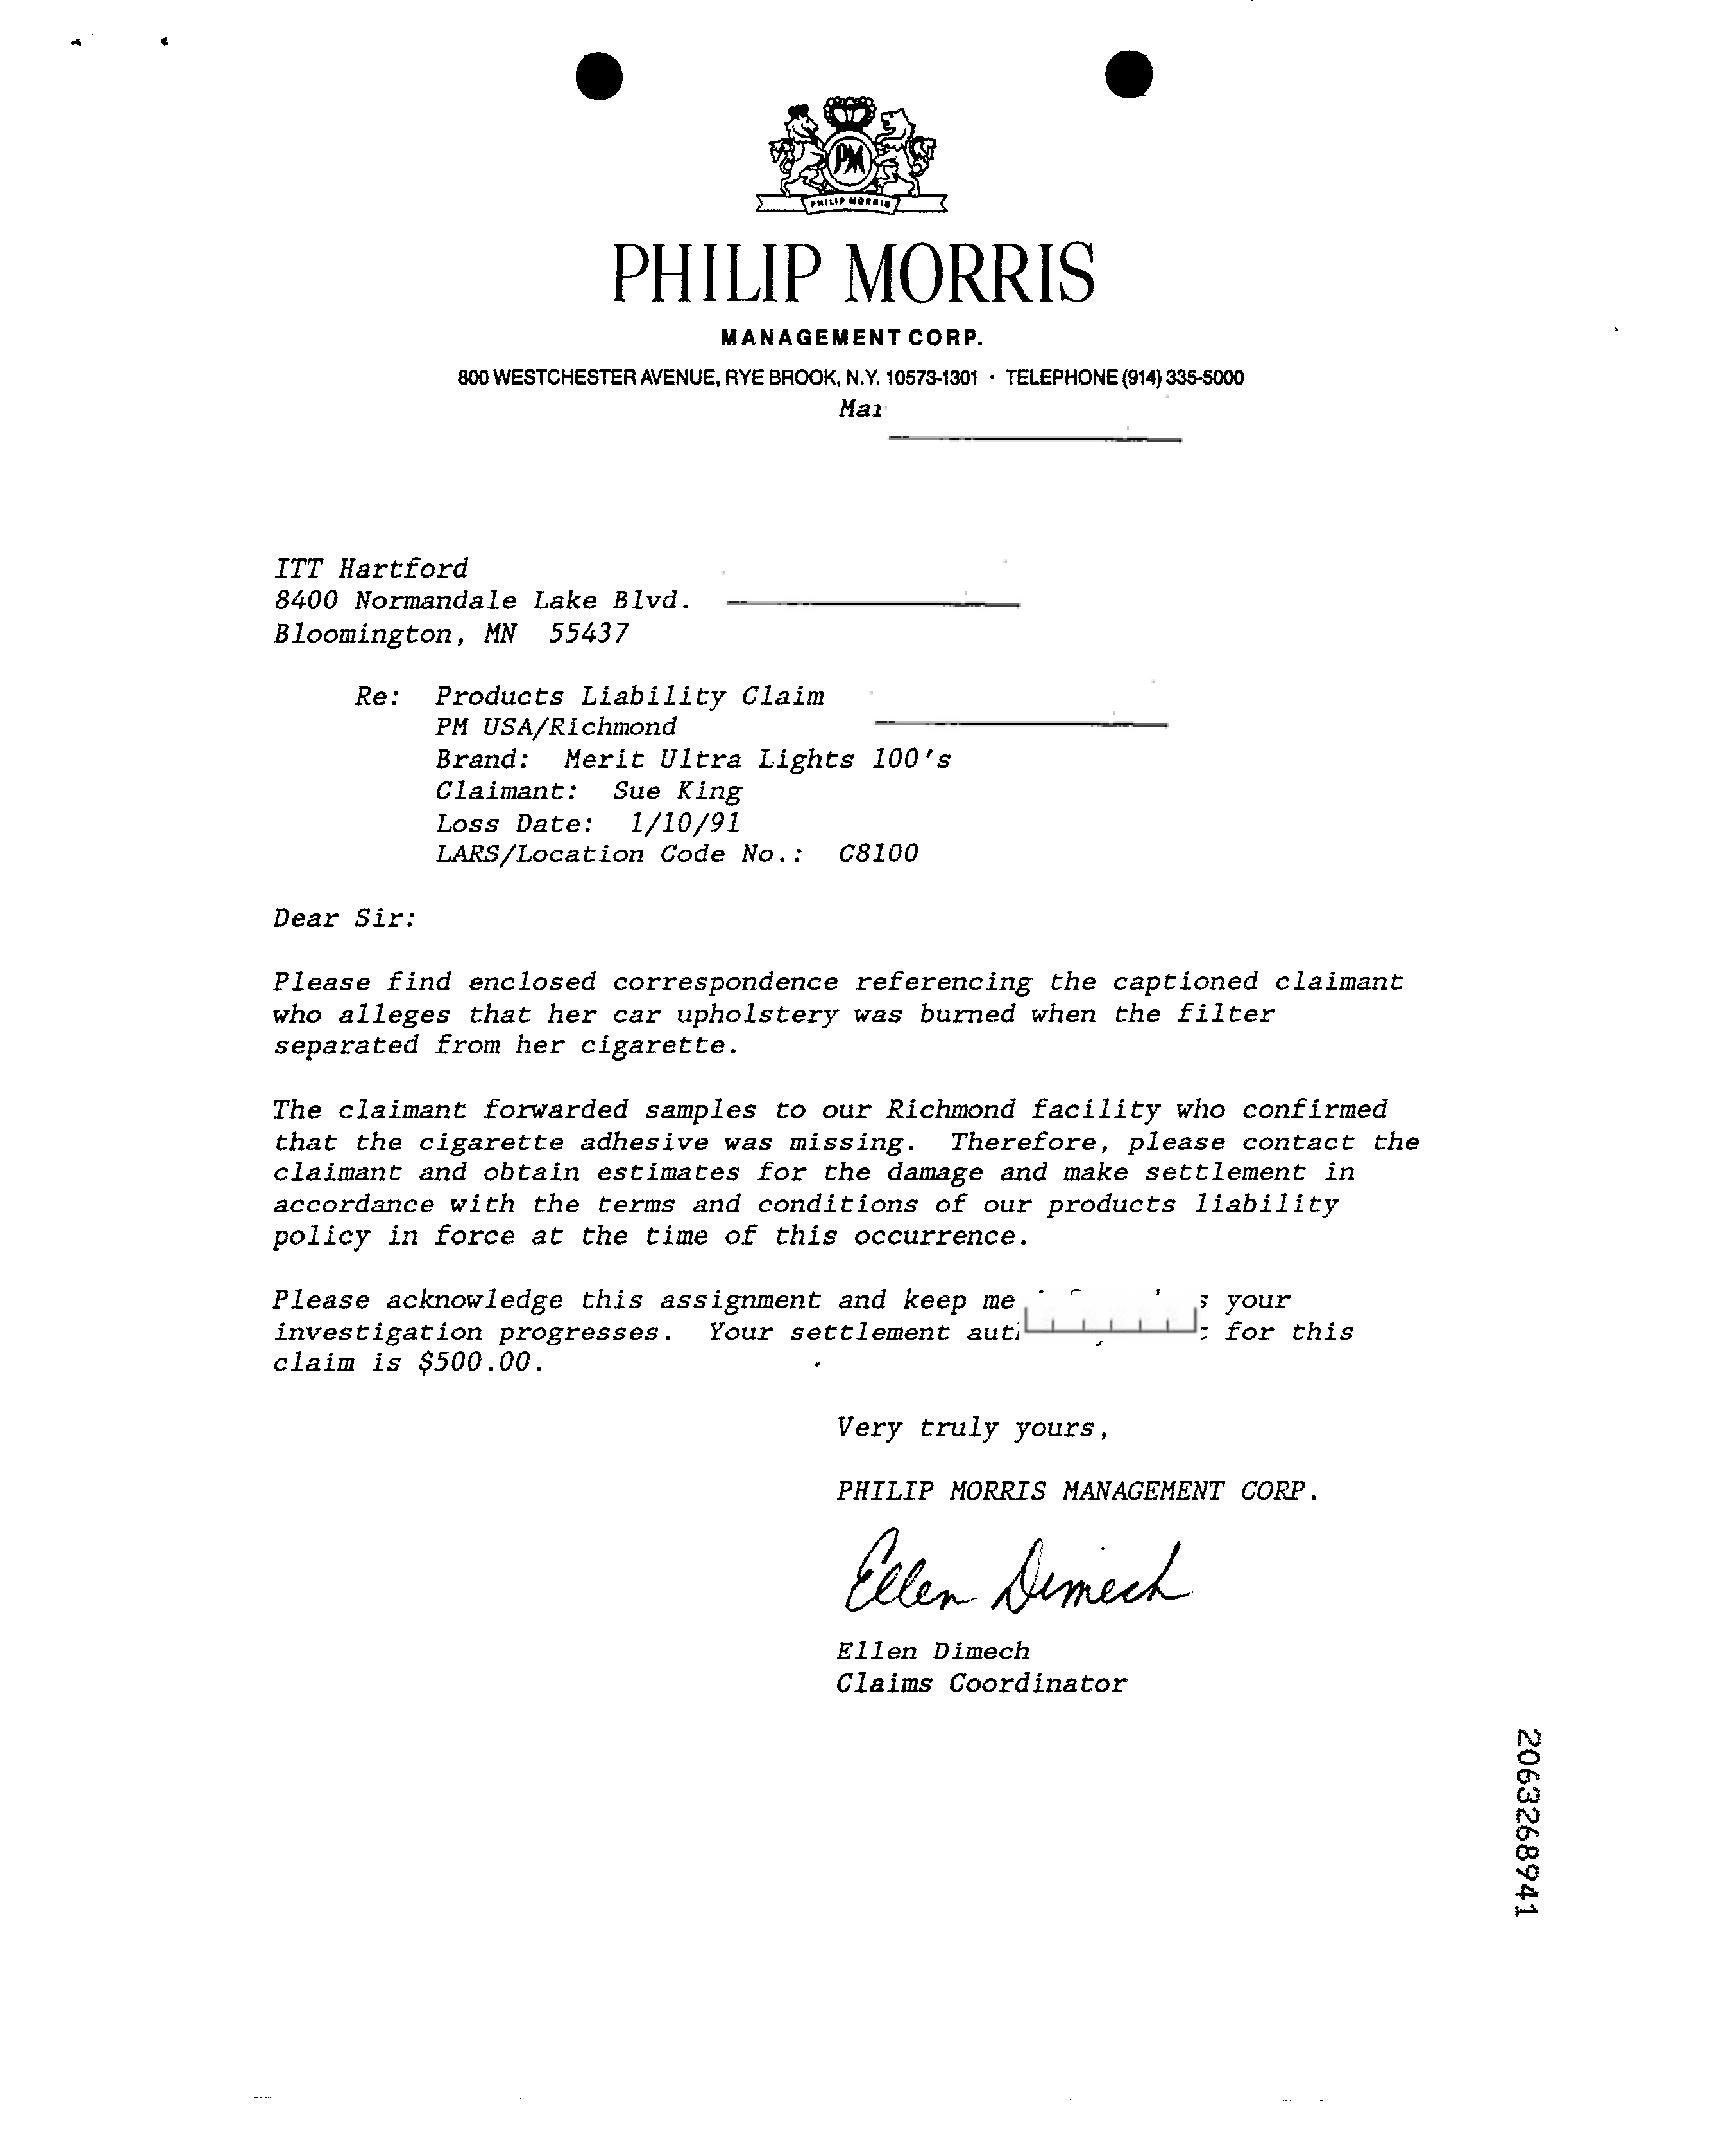 PM
PHILIP MORRIS
PHILIP MORRIS
MANAGEMENT CORP.
800 WESTCHESTER AVENUE, RYE BROOK, N.Y. 10573-1301 · TELEPHONE (914) 335-5000
ITT Hartford
8400 Normandale Lake Blvd.
Bloomington, MN 55437
Re: Products Liability Claim
PM USA/Richmond
Brand: Merit Ultra Lights 100's
Claimant: Sue King
Loss Date: 1/10/91
LARS/Location Code No.: C8100
Dear Sir:
Please find enclosed correspondence referencing the captioned claimant
who alleges that her car upholstery was burned when the filter
separated from her cigarette.
The claimant forwarded samples to our Richmond facility who confirmed
that the cigarette adhesive was missing. Therefore, please contact the
claimant and obtain estimates for the damage and make settlement in
accordance with the terms and conditions of our products liability
policy in force at the time of this occurrence.
Please acknowledge this assignment and keep me your
investigation progresses. Your settlement for this
claim is $500.00.
Very truly yours,
PHILIP MORRIS MANAGEMENT CORP.
Ellen Dimech
Ellen Dimech
Claims Coordinator
2063268941